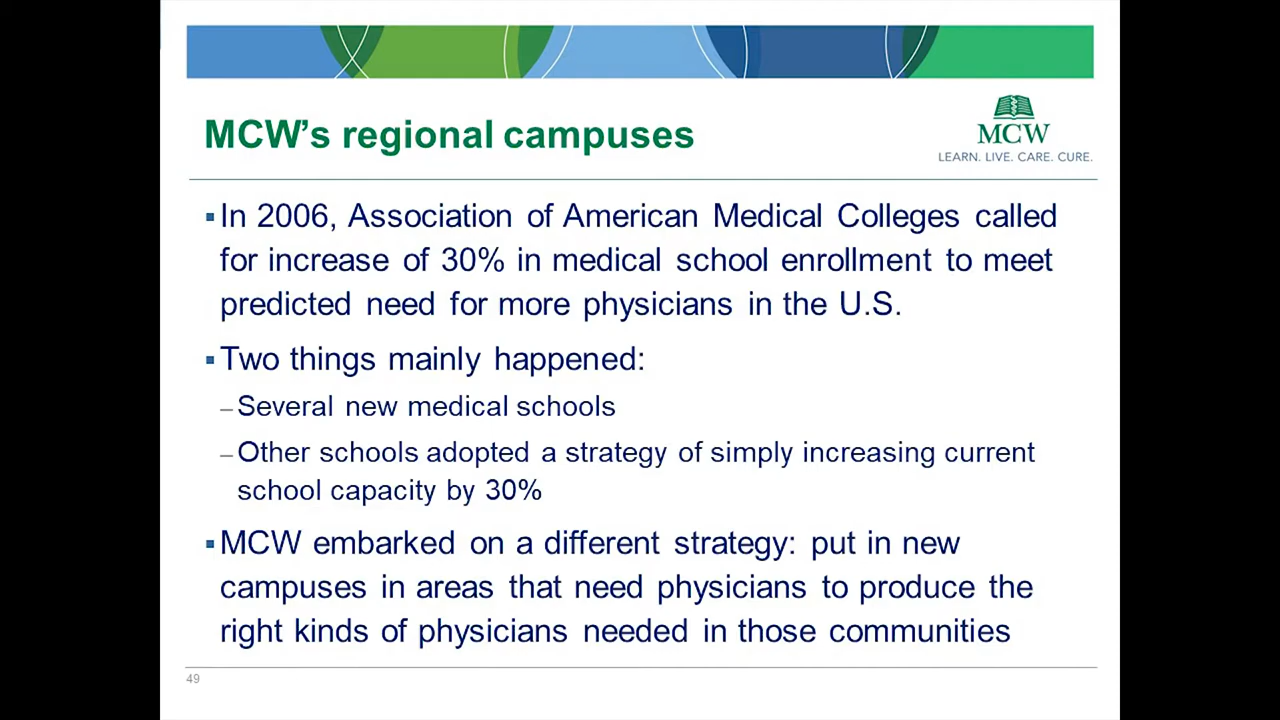 MCW's regional campuses
MCW
LEARN. LIVE. CARE. CURE.
▪In 2006, Association of American Medical Colleges called
for increase of 30% in medical school enrollment to meet
predicted need for more physicians in the U.S.
▪Two things mainly happened:
–Several new medical schools
–Other schools adopted a strategy of simply increasing current
school capacity by 30%
▪MCW embarked on a different strategy: put in new
campuses in areas that need physicians to produce the
right kinds of physicians needed in those communities
49